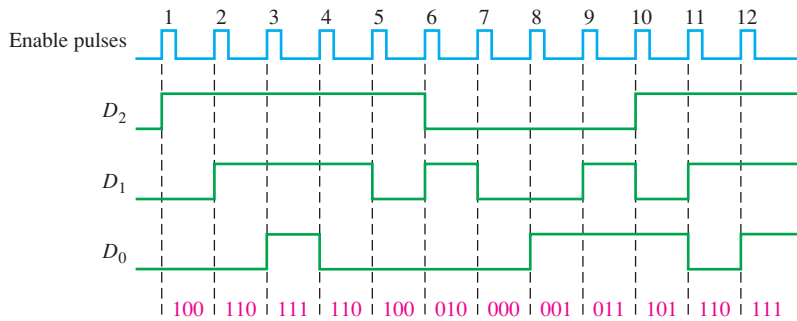 1 2 3 4 5 6 7 8 9 10 11 12
Enable pulses
D₂
D₁
D₀
100 110 111 110 100 010 000 001 011 101 110 111